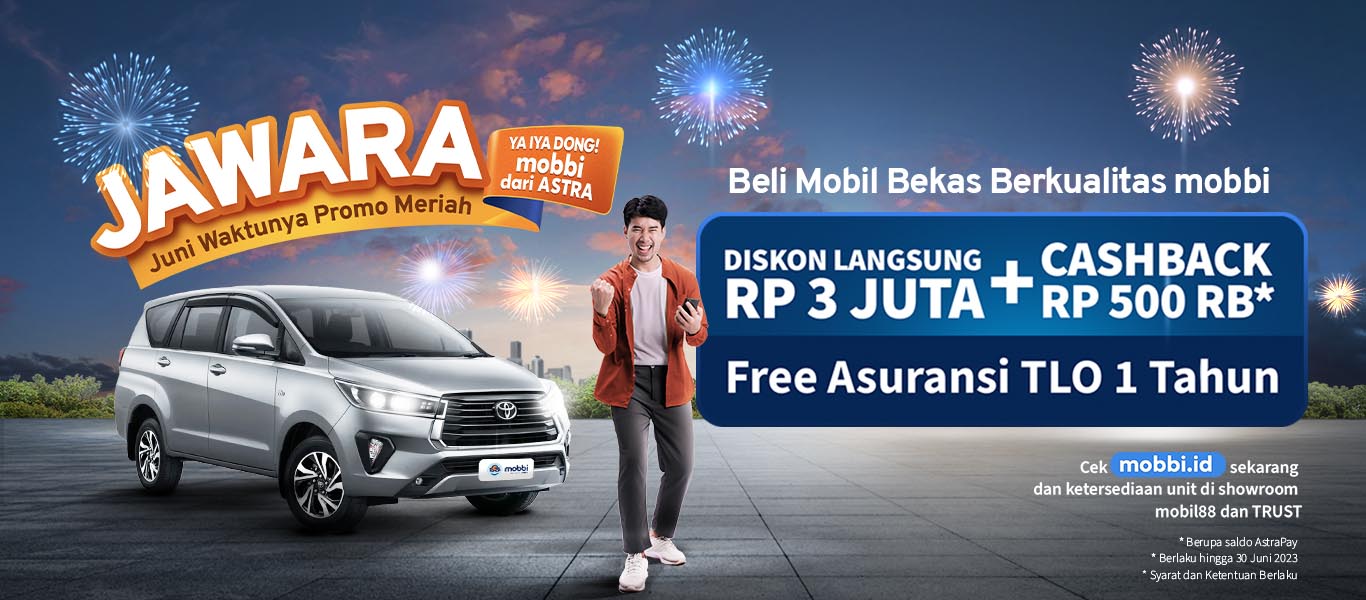 JAWARA
Juni Waktunya Promo Meriah
YA IYA DONG!
mobbi
dari ASTRA
Beli Mobil Bekas Berkualitas mobbi
DISKON LANGSUNG
RP 3 JUTA
+
CASHBACK
RP 500 RB*
Free Asuransi TLO 1 Tahun
mobbi
Cek mobbi.id sekarang
dan ketersediaan unit di showroom
mobil88 dan TRUST
* Berupa saldo AstraPay
* Berlaku hingga 30 Juni 2023
* Syarat dan Ketentuan Berlaku